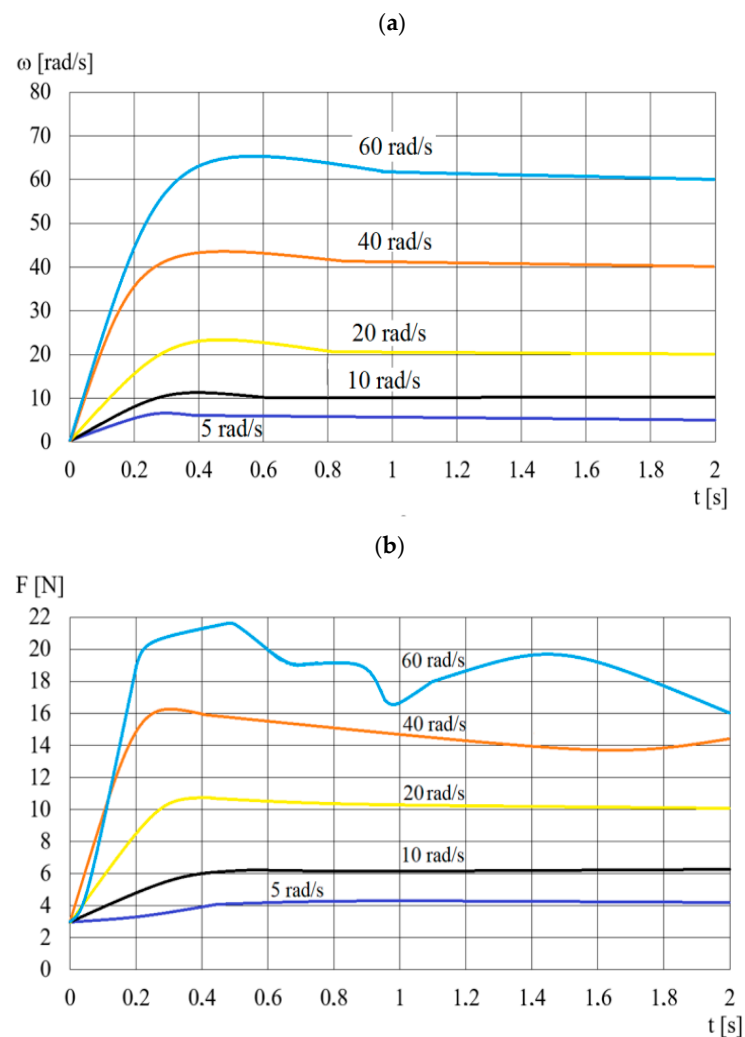 (a)
ω [rad/s]
80
70
60 rad/s
60
50
40 rad/s
40
30
20 rad/s
20
10 rad/s
10
5 rad/s
0
0 0.2 0.4 0.6 0.8 1 1.2 1.4 1.6 1.8 2
t [s]
(b)
F [N]
22
20
60 rad/s
18
16
40 rad/s
14
12
20 rad/s
10
8
10 rad/s
6
5 rad/s
4
2
0
0 0.2 0.4 0.6 0.8 1 1.2 1.4 1.6 1.8 2
t [s]